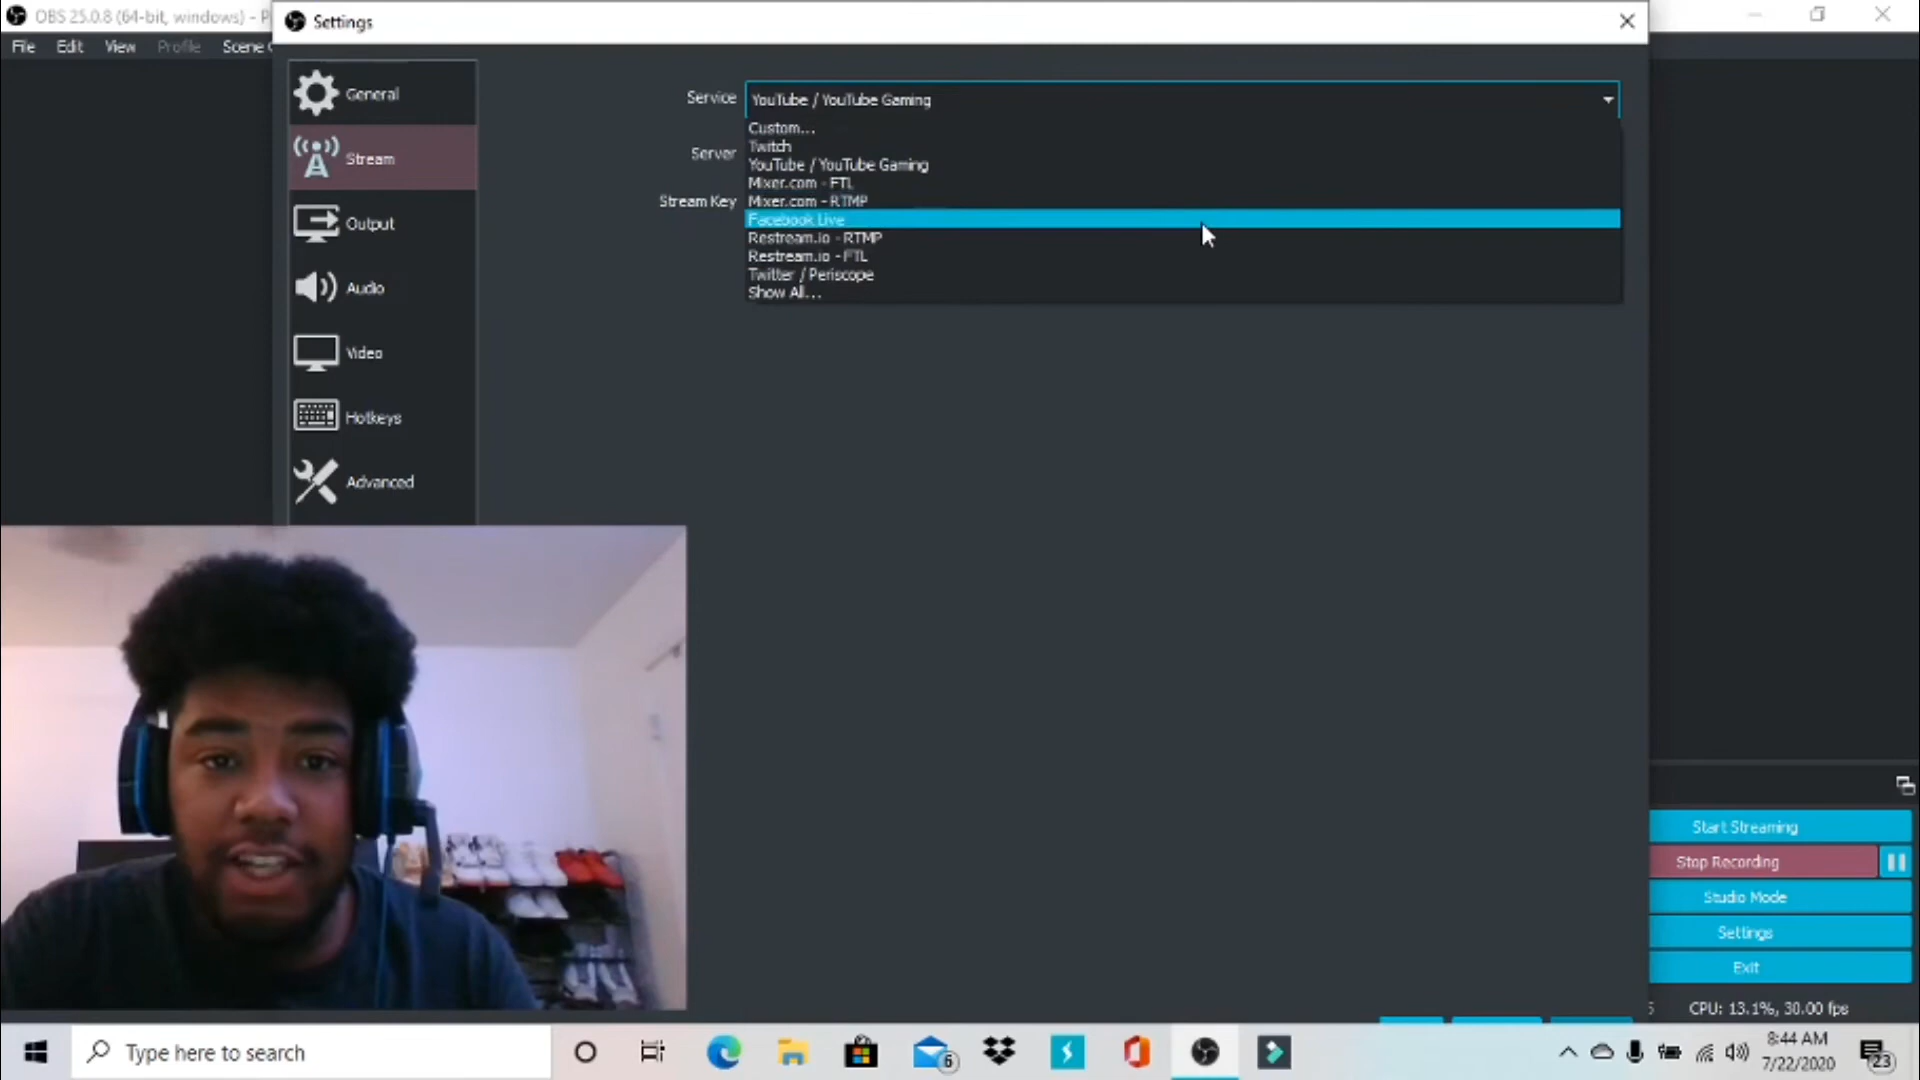 OBS 25.0.8 (64-bit, windows) - P
Settings
File Edit View Profile Scene
General
Stream
Output
Audio
Video
Hotkeys
Advanced
Service YouTube / YouTube Gaming
Server
Stream Key
Custom...
Twitch
YouTube / YouTube Gaming
Mixer.com - FTL
Mixer.com - RTMP
Facebook Live
Restream.io - RTMP
Restream.io - FTL
Twitter / Periscope
Show All...
Start Streaming
Stop Recording
Studio Mode
Settings
Exit
CPU: 13.1%, 30.00 fps
Type here to search
6
8:44 AM
7/22/2020
23